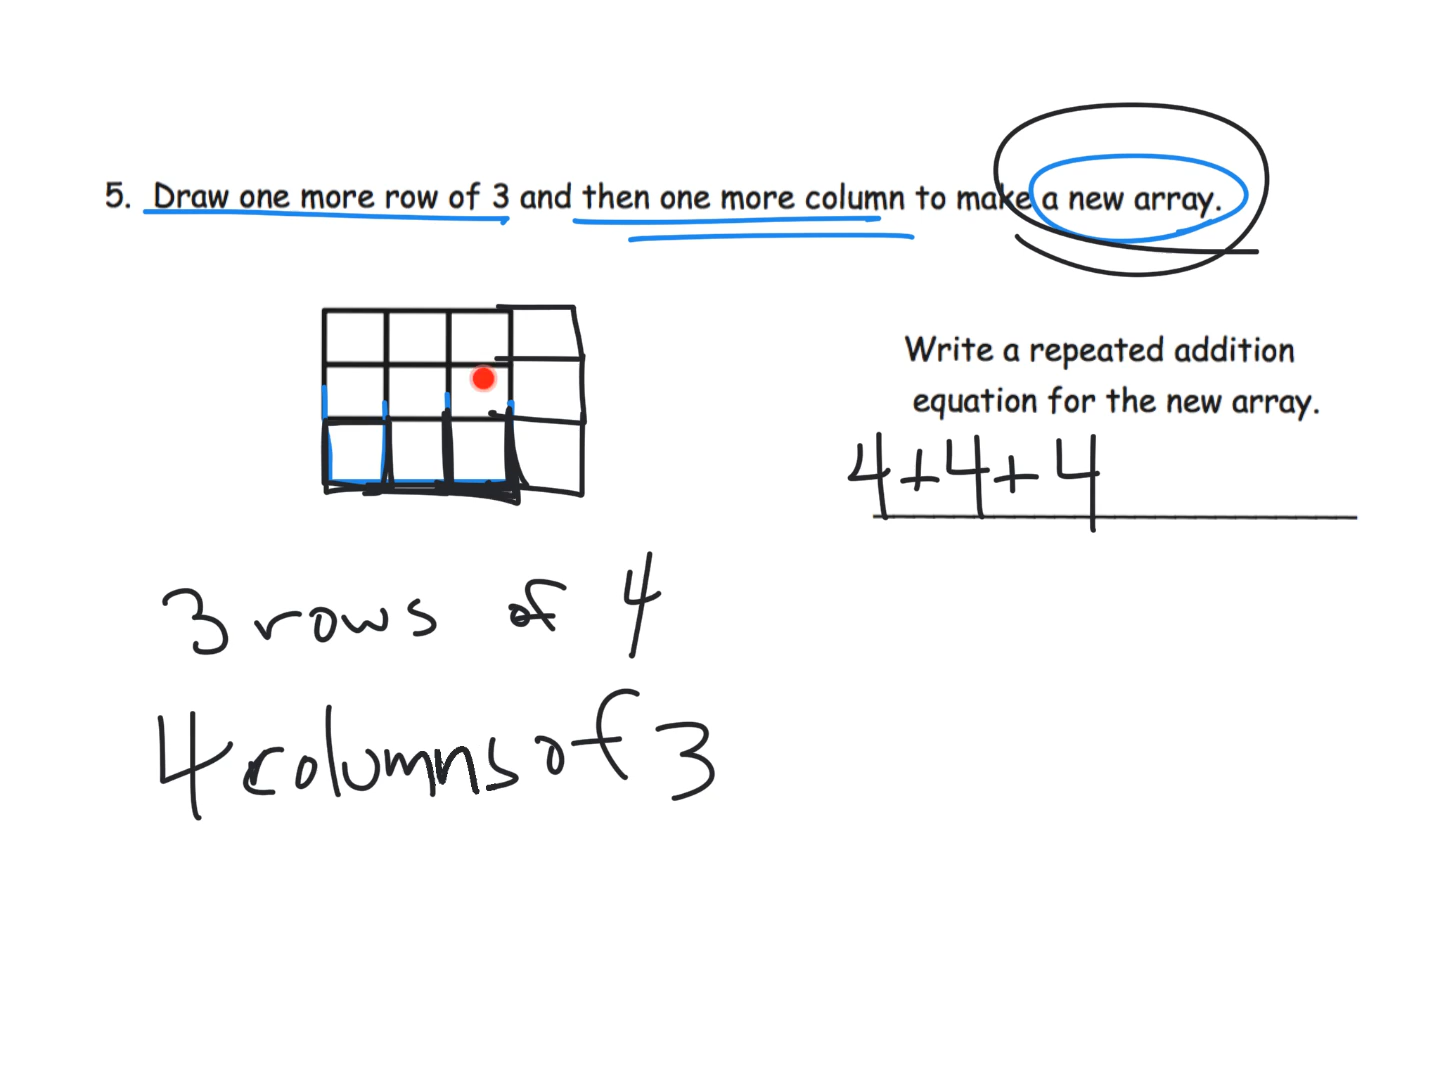 5. Draw one more row of 3 and then one more column to make a new array.
Write a repeated addition
equation for the new array.
4+4+4
3 rows of 4
4 columns of 3